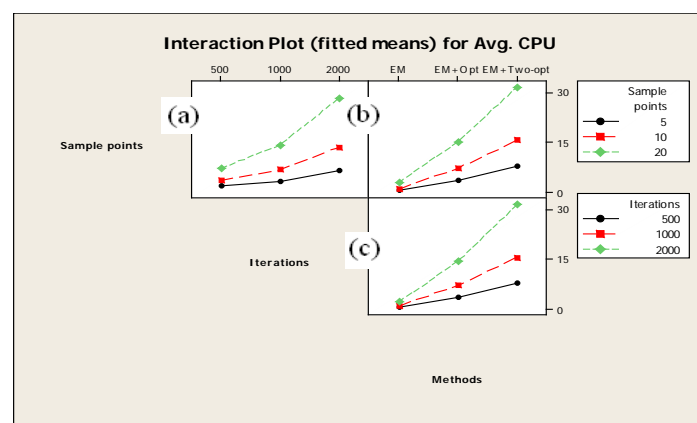 Interaction Plot (fitted means) for Avg. CPU
500 1000 2000 EM EM+Opt EM+Two-opt
(a) (b)
Sample points
30
15
0
Sample
points
5
10
20
(c)
Iterations
30
15
0
Iterations
500
1000
2000
Methods